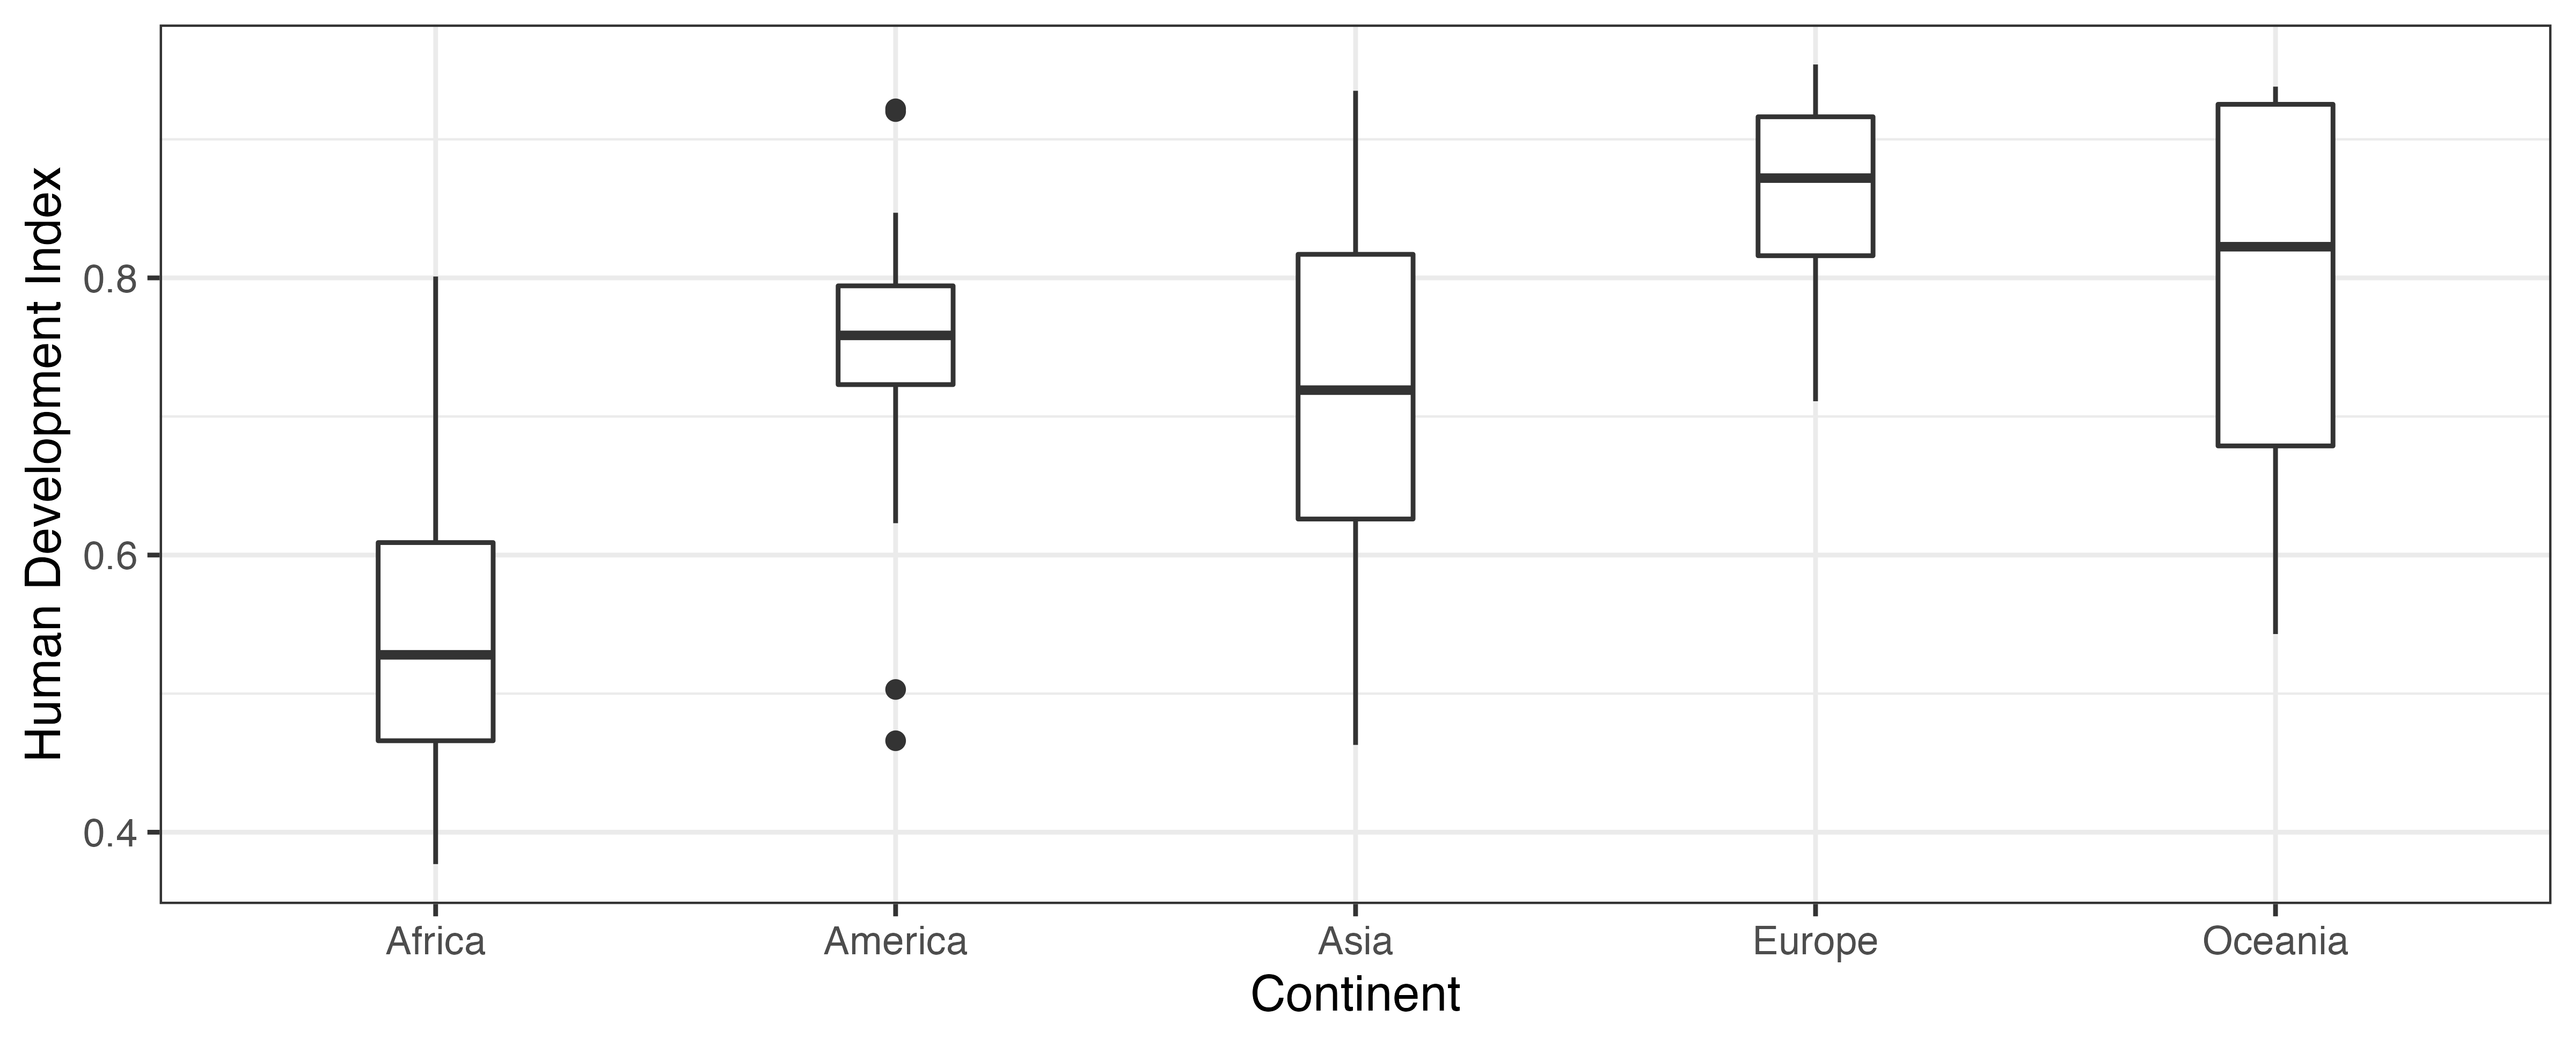 Human Development Index
0.8
0.6
0.4
Africa
America
Asia
Europe
Oceania
Continent